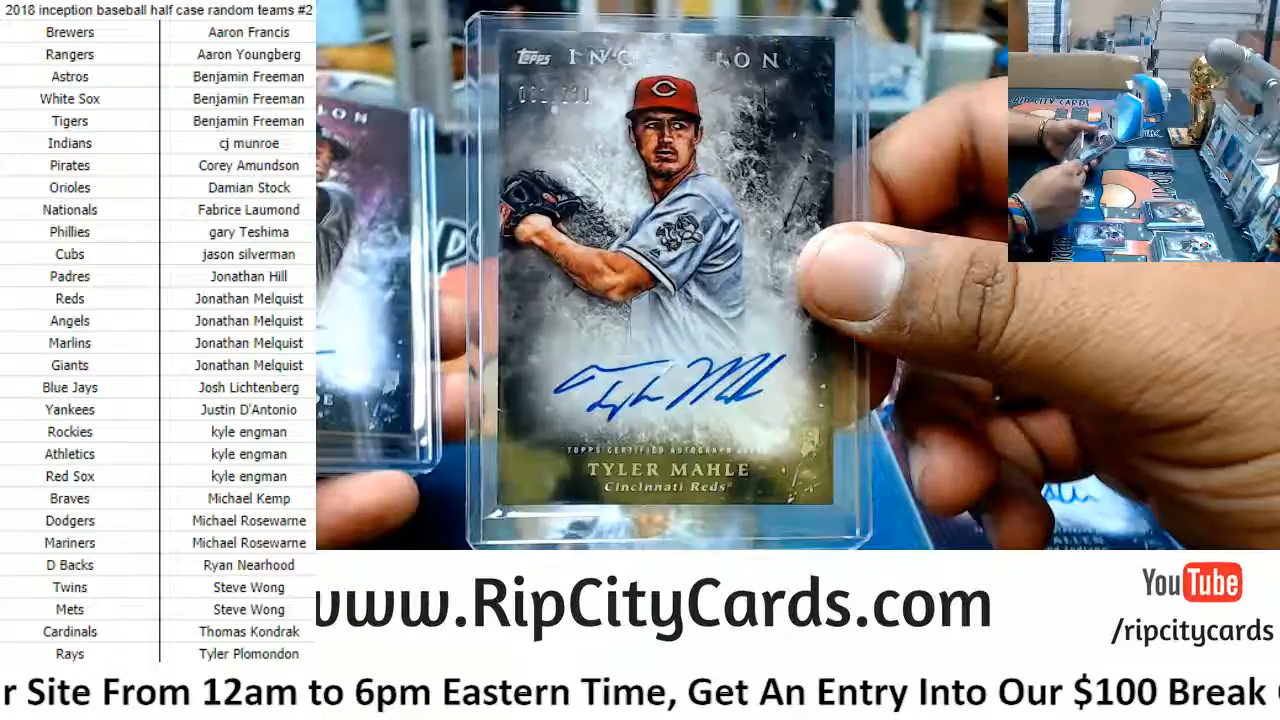 2018 inception baseball half case random teams #2
Brewers Aaron Francis
Rangers Aaron Youngberg
Astros Benjamin Freeman
White Sox Benjamin Freeman
Tigers Benjamin Freeman
Indians cj munroe
Pirates Corey Amundson
Orioles Damian Stock
Nationals Fabrice Laumond
Phillies gary Teshima
Cubs jason silverman
Padres Jonathan Hill
Reds Jonathan Melquist
Angels Jonathan Melquist
Marlins Jonathan Melquist
Giants Jonathan Melquist
Blue Jays Josh Lichtenberg
Yankees Justin D'Antonio
Rockies kyle engman
Athletics kyle engman
Red Sox kyle engman
Braves Michael Kemp
Dodgers Michael Rosewarne
Mariners Michael Rosewarne
D Backs Ryan Nearhood
Twins Steve Wong
Mets Steve Wong
Cardinals Thomas Kondrak
Rays Tyler Plomondon
Topps INCEPTION
TOPPS CERTIFIED AUTOGRAPH
TYLER MAHLE
Cincinnati Reds
RIP CITY CARDS
www.RipCityCards.com
YouTube
/ripcitycards
r Site From 12am to 6pm Eastern Time, Get An Entry Into Our $100 Break